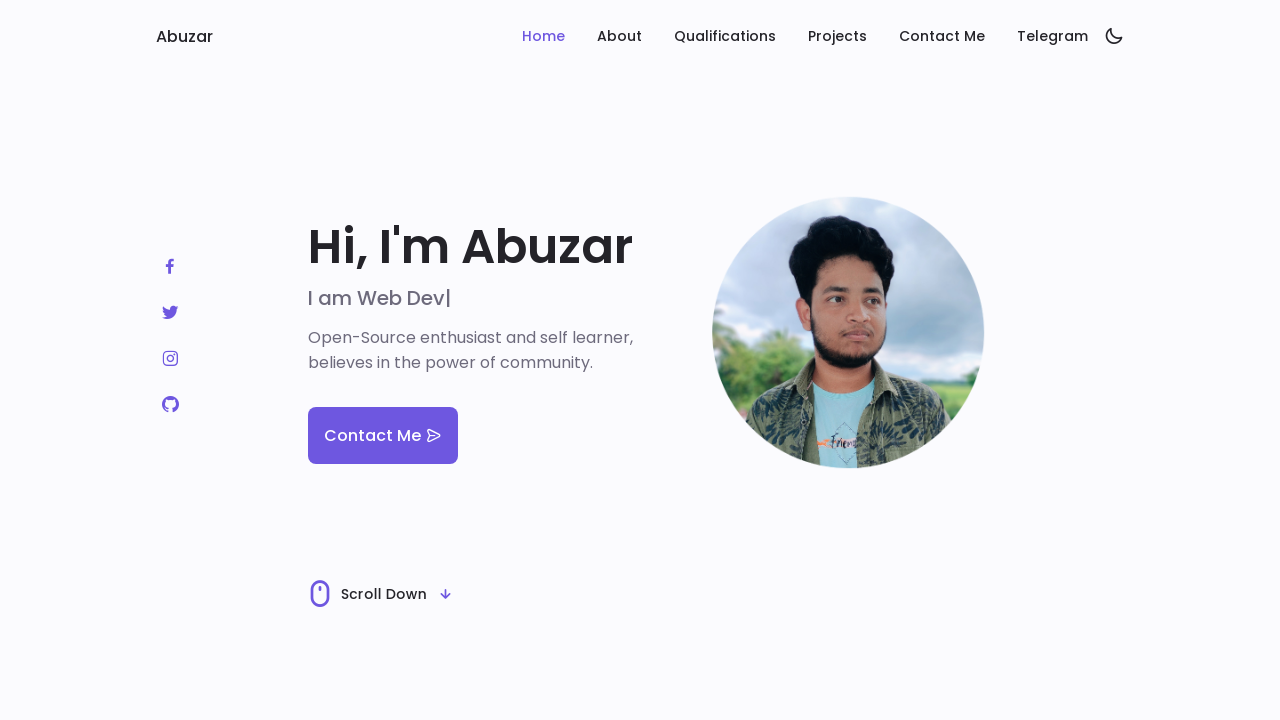 Abuzar
Home
About
Qualifications
Projects
Contact Me
Telegram
Hi, I'm Abuzar
I am Web Dev|
Open-Source enthusiast and self learner,
believes in the power of community.
Contact Me
Scroll Down